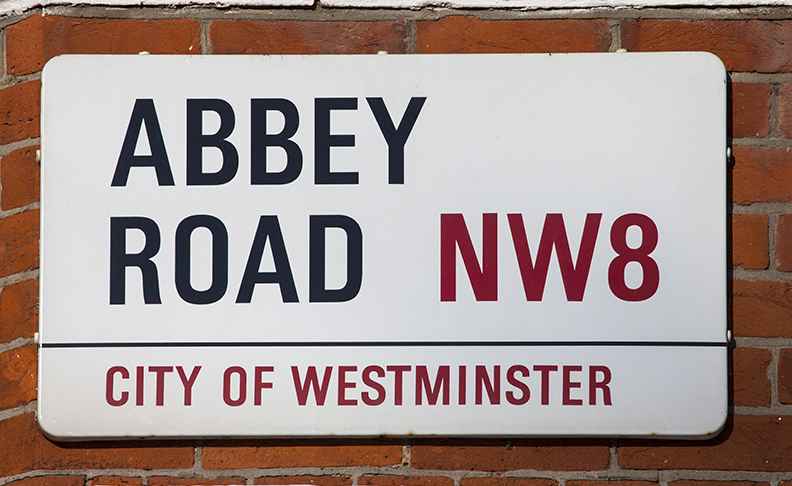 ABBEY
ROAD NW8
CITY OF WESTMINSTER